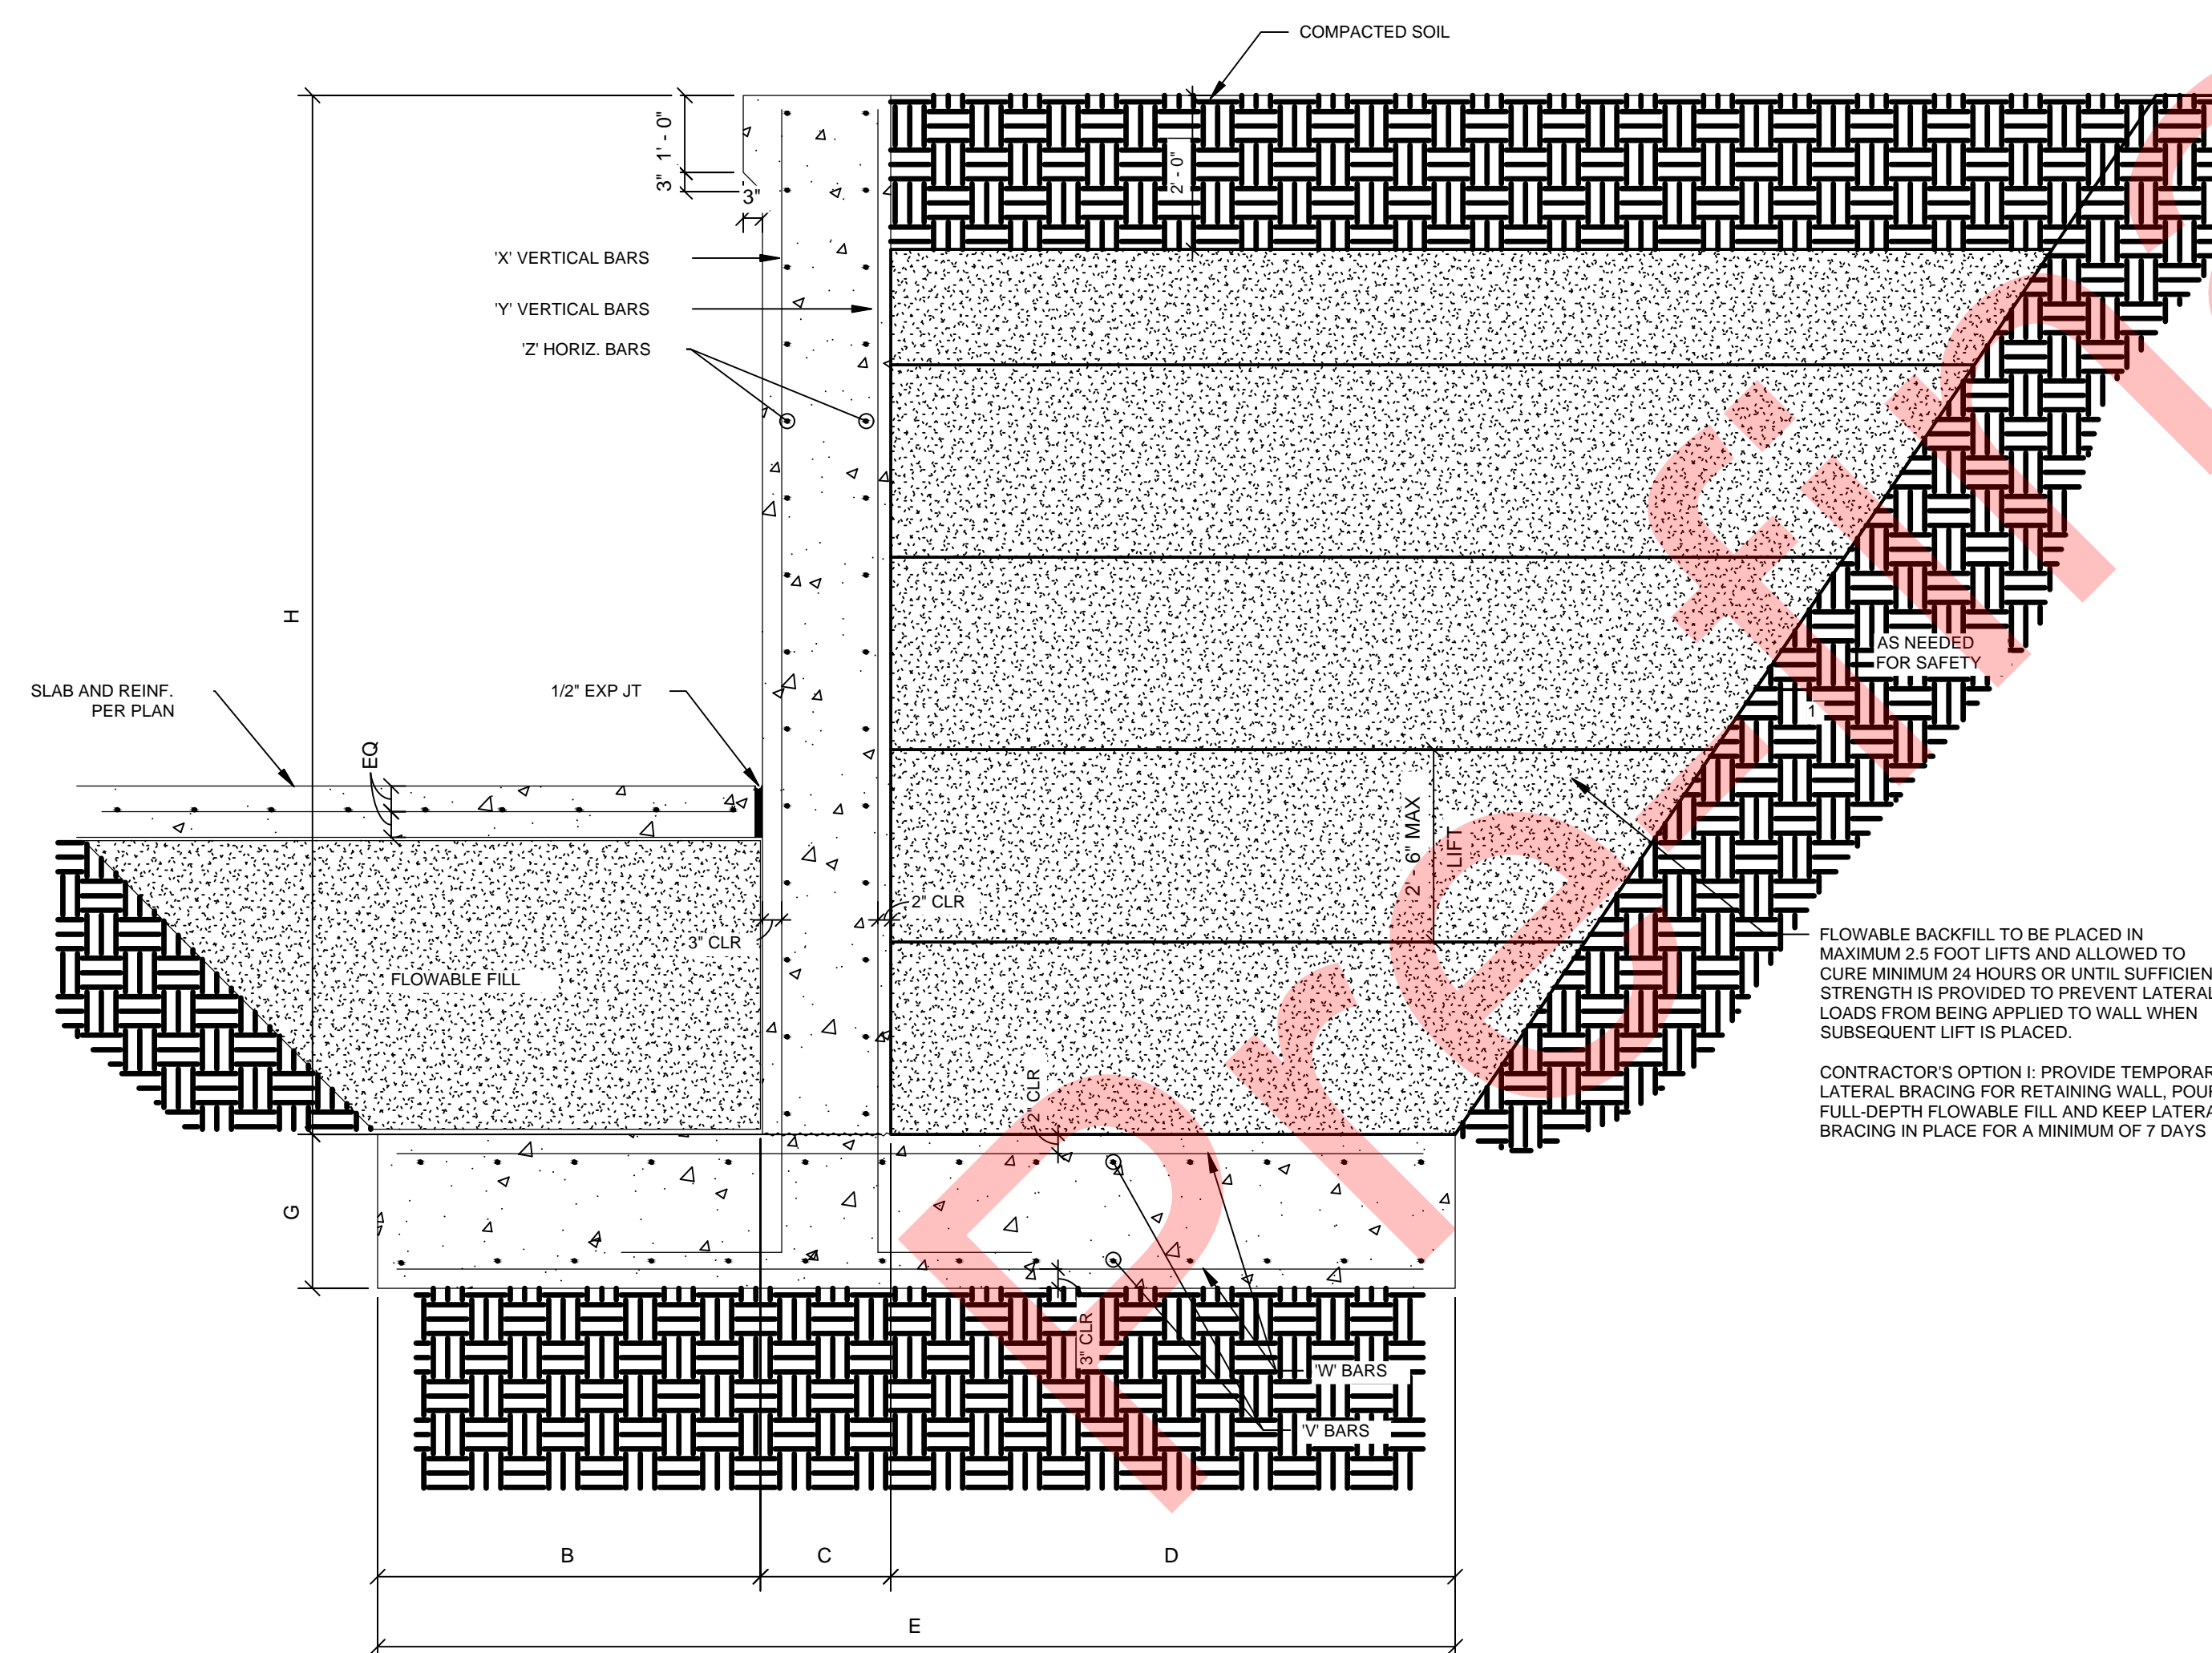 COMPACTED SOIL
3" 1' - 0"
3"
2' - 0"
'X' VERTICAL BARS
'Y' VERTICAL BARS
'Z' HORIZ. BARS
H
AS NEEDED
FOR SAFETY
1
SLAB AND REINF.
PER PLAN
1/2" EXP JT
EQ
2' - 6" MAX
LIFT
2" CLR
3" CLR
FLOWABLE FILL
FLOWABLE BACKFILL TO BE PLACED IN
MAXIMUM 2.5 FOOT LIFTS AND ALLOWED TO
CURE MINIMUM 24 HOURS OR UNTIL SUFFICIEN
STRENGTH IS PROVIDED TO PREVENT LATERAL
LOADS FROM BEING APPLIED TO WALL WHEN
SUBSEQUENT LIFT IS PLACED.
CONTRACTOR'S OPTION I: PROVIDE TEMPORAR
LATERAL BRACING FOR RETAINING WALL, POUR
FULL-DEPTH FLOWABLE FILL AND KEEP LATERA
BRACING IN PLACE FOR A MINIMUM OF 7 DAYS
2" CLR
G
3" CLR
'W' BARS
'V' BARS
B
C
D
E
Pre-fin